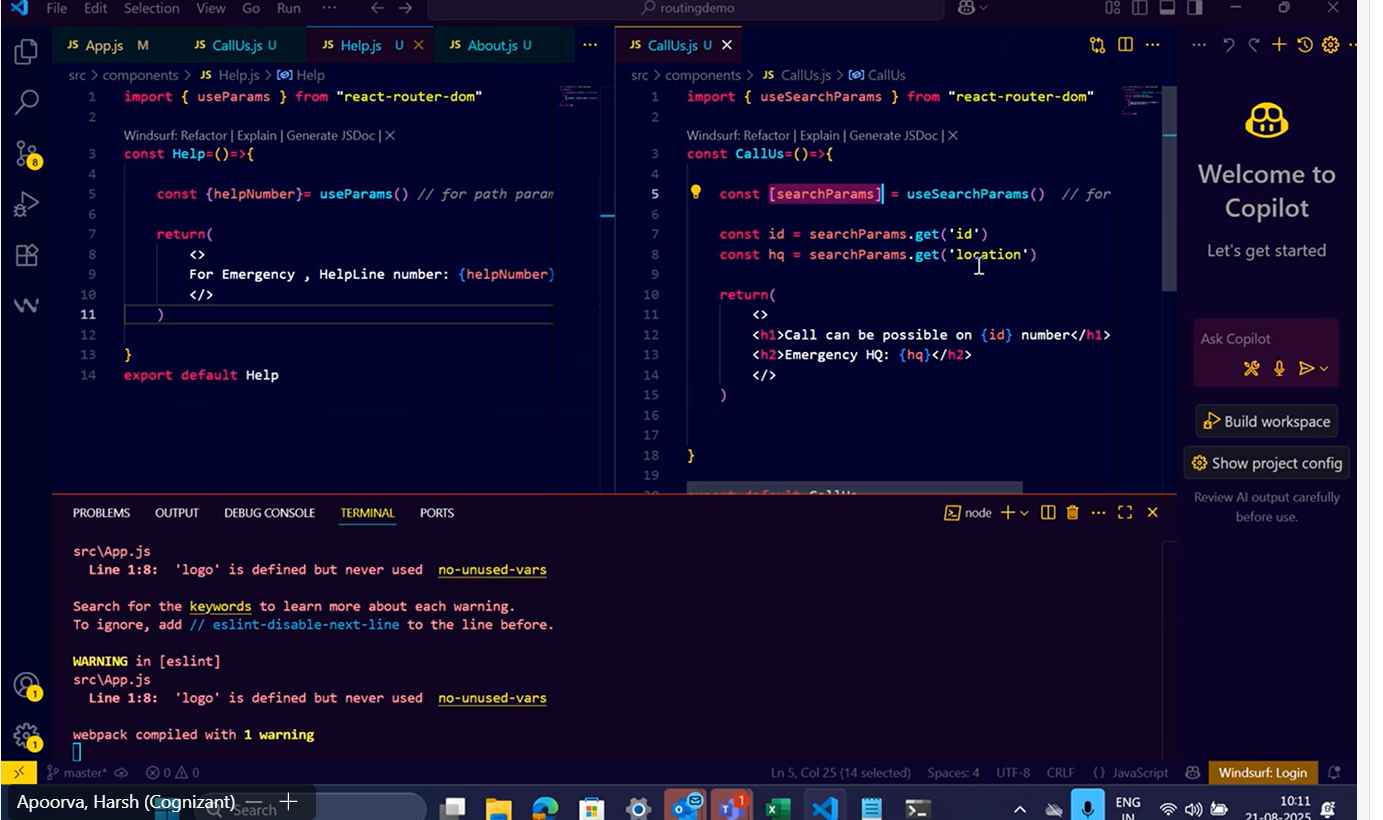 File Edit Selection View Go Run ··· routingdemo
JS App.js M JS CallUs.js U JS Help.js U JS About.js U ···
src > components > JS Help.js > Help
1 import { useParams } from "react-router-dom"
2
Windsurf: Refactor | Explain | Generate JSDoc | ×
3 const Help=()=>{
4
5 const {helpNumber}= useParams() // for path param
6
7 return(
8 <>
9 For Emergency , HelpLine number: {helpNumber}
10 </>
11 )
12
13 }
14 export default Help
JS CallUs.js U ×
src > components > JS CallUs.js > CallUs
1 import { useSearchParams } from "react-router-dom"
2
Windsurf: Refactor | Explain | Generate JSDoc | ×
3 const CallUs=()=>{
4
5 const [searchParams] = useSearchParams() // for
6
7 const id = searchParams.get('id')
8 const hq = searchParams.get('location')
9
10 return(
11 <>
12 <h1>Call can be possible on {id} number</h1>
13 <h2>Emergency HQ: {hq}</h2>
14 </>
15 )
16
17
18 }
19
Welcome to
Copilot
Let's get started
Ask Copilot
Build workspace
Show project config
Review AI output carefully
before use.
PROBLEMS OUTPUT DEBUG CONSOLE TERMINAL PORTS
node
src\App.js
Line 1:8: 'logo' is defined but never used no-unused-vars
Search for the keywords to learn more about each warning.
To ignore, add // eslint-disable-next-line to the line before.
WARNING in [eslint]
src\App.js
Line 1:8: 'logo' is defined but never used no-unused-vars
webpack compiled with 1 warning
8
1
1
master* 0 0 Ln 5, Col 25 (14 selected) Spaces: 4 UTF-8 CRLF {} JavaScript Windsurf: Login
Apoorva, Harsh (Cognizant)
Search
1
ENG
IN
10:11
21-08-2025